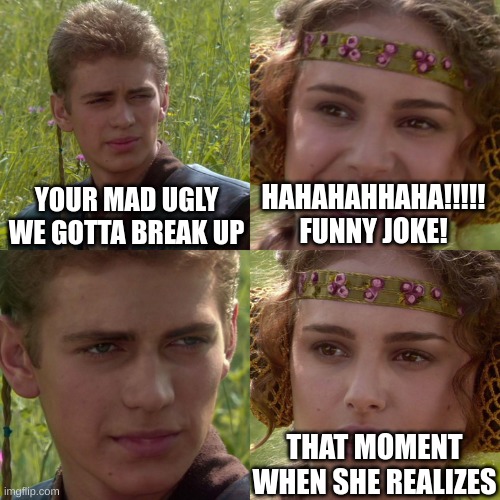 YOUR MAD UGLY
WE GOTTA BREAK UP
HAHAHAHHAHA!!!!!
FUNNY JOKE!
THAT MOMENT
WHEN SHE REALIZES
imgflip.com